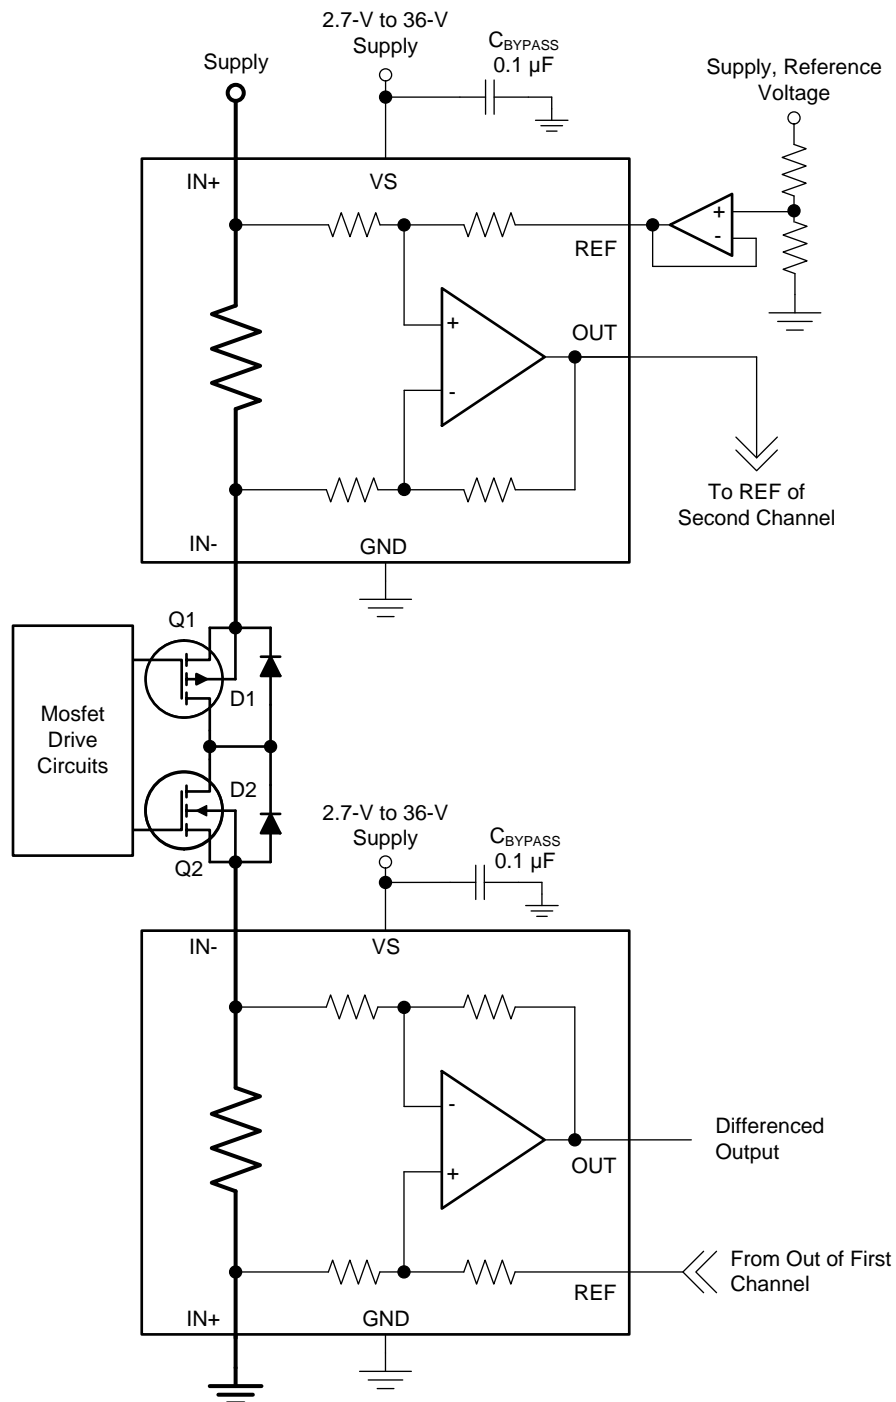 2.7-V to 36-V
Supply
C_BYPASS
0.1 µF
Supply
Supply, Reference
Voltage
IN+
VS
+
-
REF
OUT
+
-
To REF of
Second Channel
IN-
GND
Q1
D1
Mosfet
Drive
Circuits
D2
Q2
2.7-V to 36-V
Supply
C_BYPASS
0.1 µF
IN-
VS
-
+
OUT
Differenced
Output
From Out of First
Channel
REF
IN+
GND